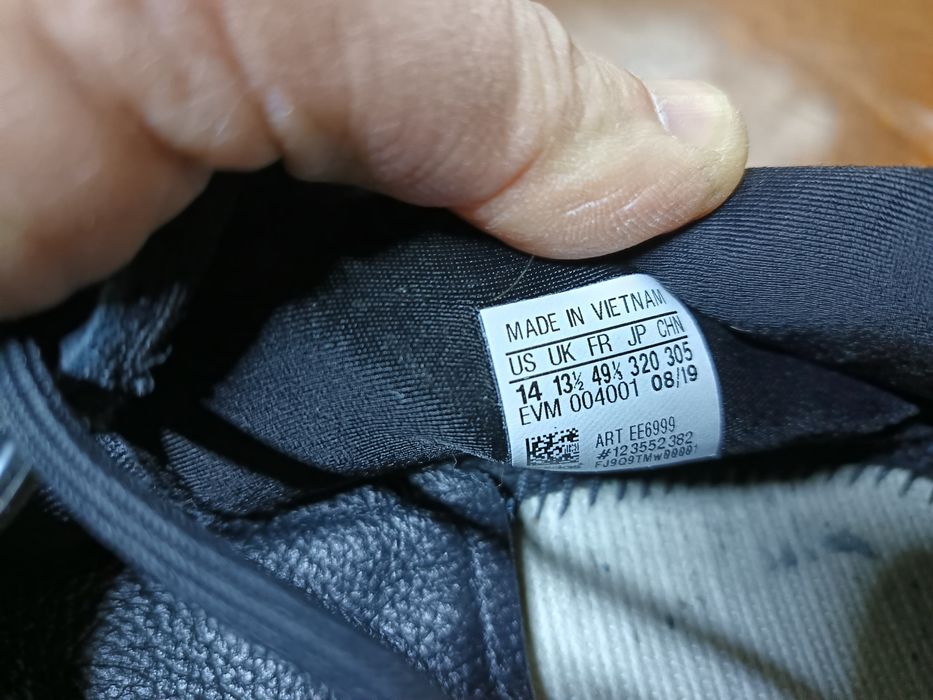 MADE IN VIETNAM
US UK FR JP CHN
14 13½ 49⅓ 320 305
EVM 004001 08/19
ART EE6999
#123552382
FJ9Q9TMw00001